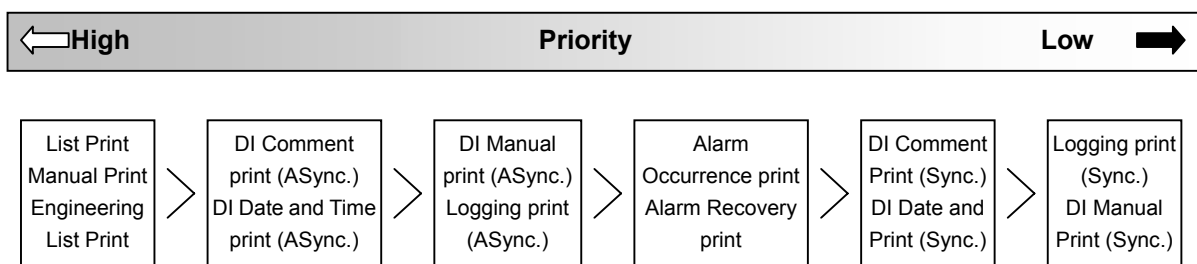 High Priority Low
List Print
Manual Print
Engineering
List Print
DI Comment
print (ASync.)
DI Date and Time
print (ASync.)
DI Manual
print (ASync.)
Logging print
(ASync.)
Alarm
Occurrence print
Alarm Recovery
print
DI Comment
Print (Sync.)
DI Date and
Print (Sync.)
Logging print
(Sync.)
DI Manual
Print (Sync.)